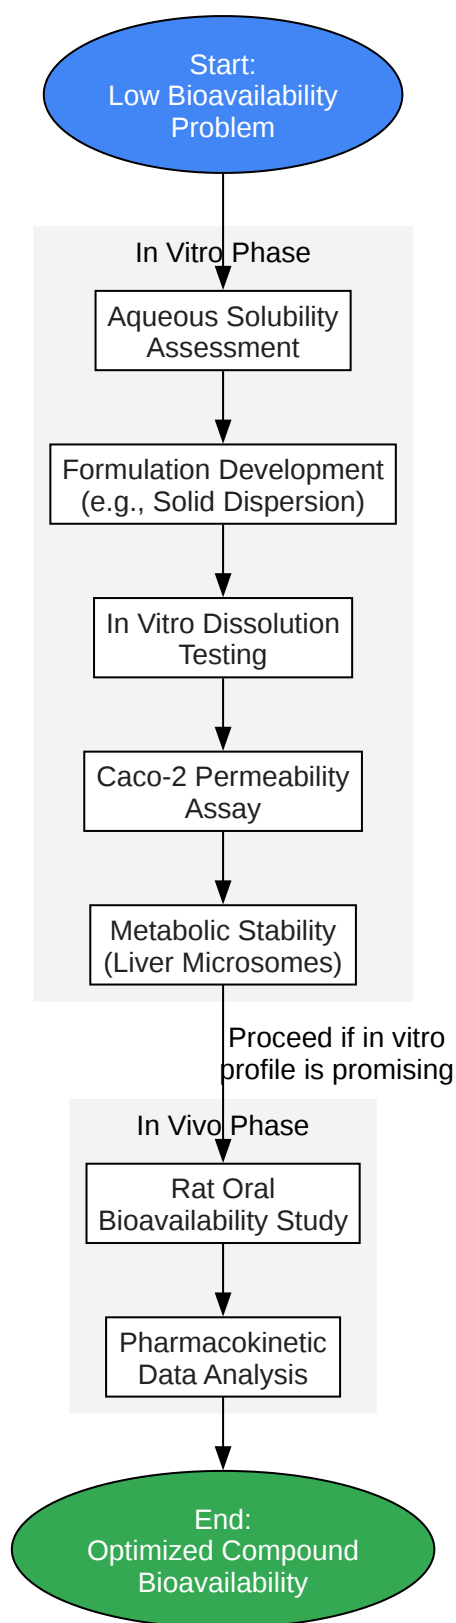 Start:
Low Bioavailability
Problem
In Vitro Phase
Aqueous Solubility
Assessment
Formulation Development
(e.g., Solid Dispersion)
In Vitro Dissolution
Testing
Caco-2 Permeability
Assay
Metabolic Stability
(Liver Microsomes)
Proceed if in vitro
profile is promising
In Vivo Phase
Rat Oral
Bioavailability Study
Pharmacokinetic
Data Analysis
End:
Optimized Compound
Bioavailability